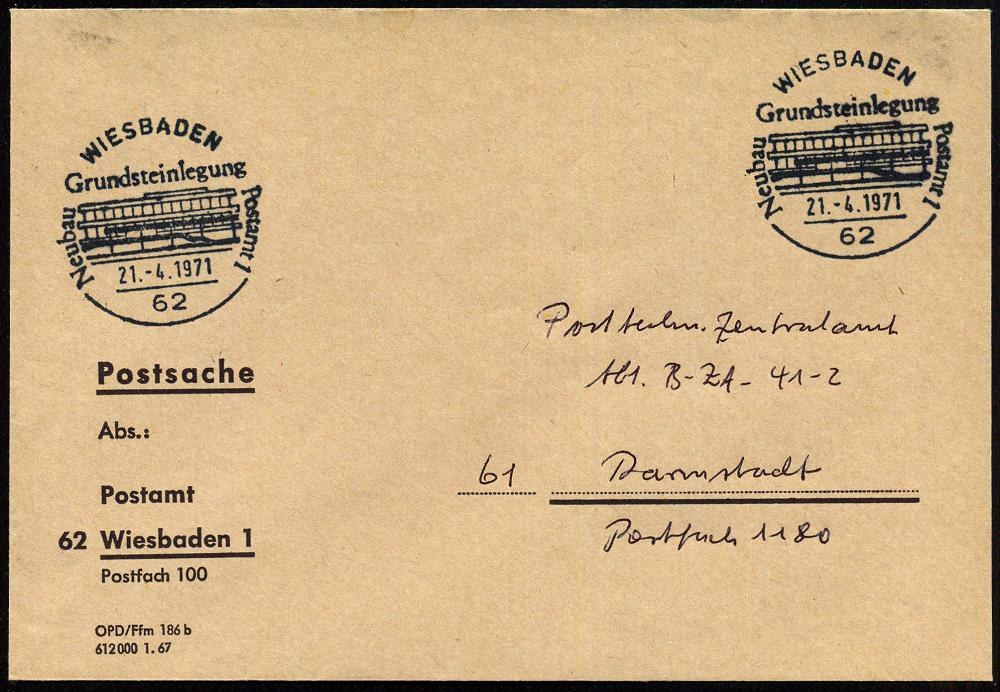 WIESBADEN
Grundsteinlegung
Neubau Postamt 1
21.-4.1971
62
WIESBADEN
Grundsteinlegung
Neubau Postamt 1
21.-4.1971
62
Postsache
Abs.:
Postamt
62 Wiesbaden 1
Postfach 100
OPD/Ffm 186 b
612000 1.67
Posttechn. Zentralamt
Abt. B-ZA- 41-2
61 Darmstadt
Postfach 1180